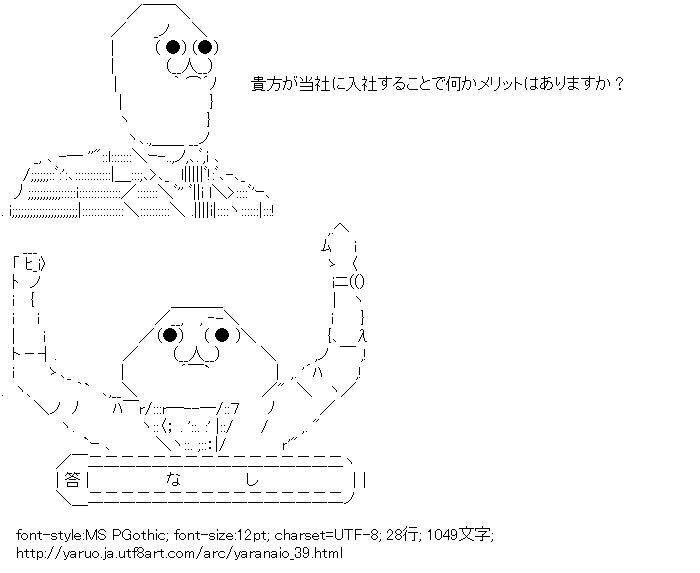 貴方が当社に入社することで何かメリットはありますか？
答 なし
font-style:MS PGothic; font-size:12pt; charset=UTF-8; 28行; 1049文字;
http://yaruo.ja.utf8art.com/arc/yaranaio_39.html